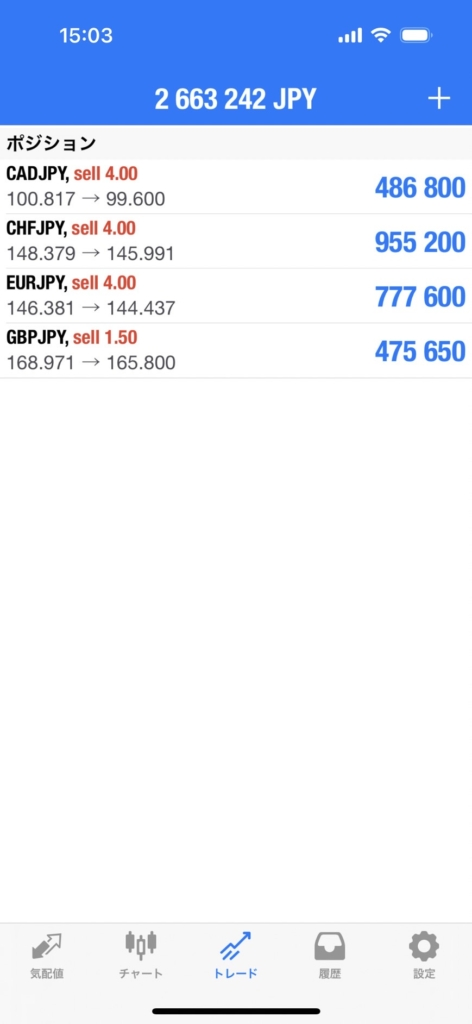 15:03
2 663 242 JPY
ポジション
CADJPY, sell 4.00
100.817 → 99.600
486 800
CHFJPY, sell 4.00
148.379 → 145.991
955 200
EURJPY, sell 4.00
146.381 → 144.437
777 600
GBPJPY, sell 1.50
168.971 → 165.800
475 650
気配値 チャート トレード 履歴 設定